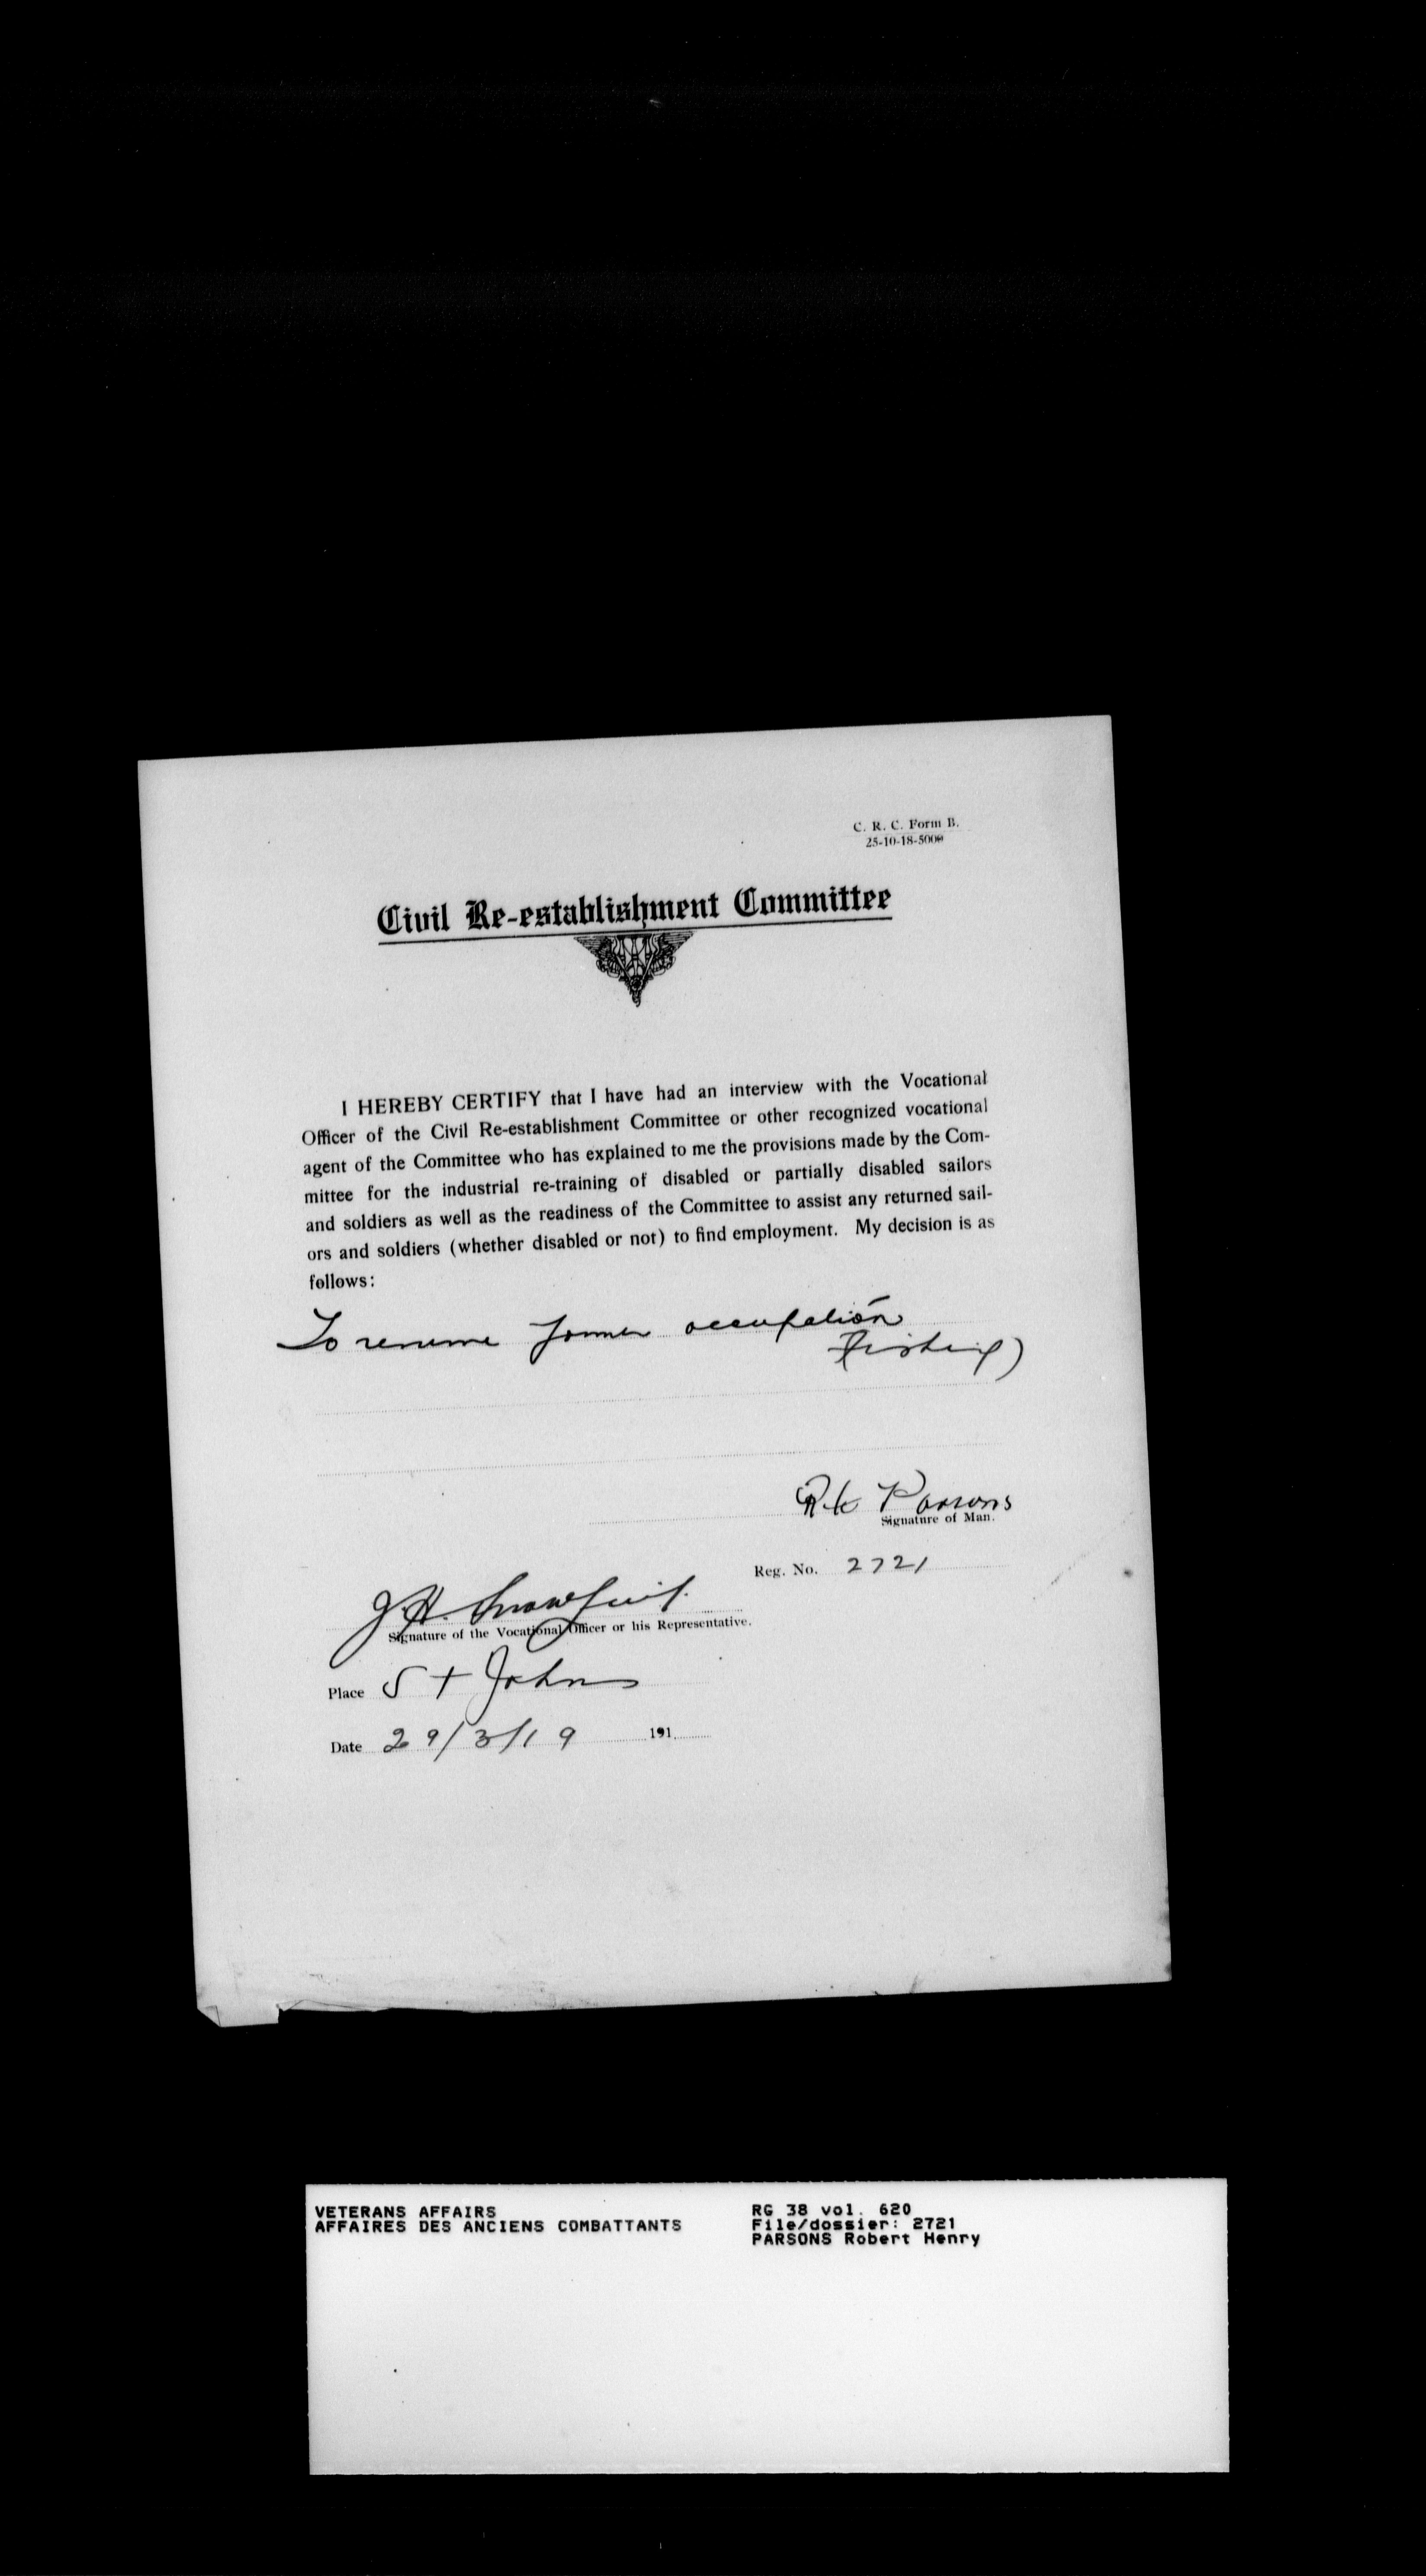 C. R. C. Form B.
25-10-18-5000
Civil Re-establishment Committee
I HEREBY CERTIFY that I have had an interview with the Vocational
Officer of the Civil Re-establishment Committee or other recognized vocational
agent of the Committee who has explained to me the provisions made by the Com-
mittee for the industrial re-training of disabled or partially disabled sailors
and soldiers as well as the readiness of the Committee to assist any returned sail-
ors and soldiers (whether disabled or not) to find employment. My decision is as
follows:
To resume former occupation
Fishing)
Parsons
Signature of Man.
Reg. No. 2721
J.H.
Signature of the Vocational Officer or his Representative.
Place St Johns
Date 29/3/19 191
VETERANS AFFAIRS
AFFAIRES DES ANCIENS COMBATTANTS
RG 38 vol. 620
File/dossier: 2721
PARSONS Robert Henry